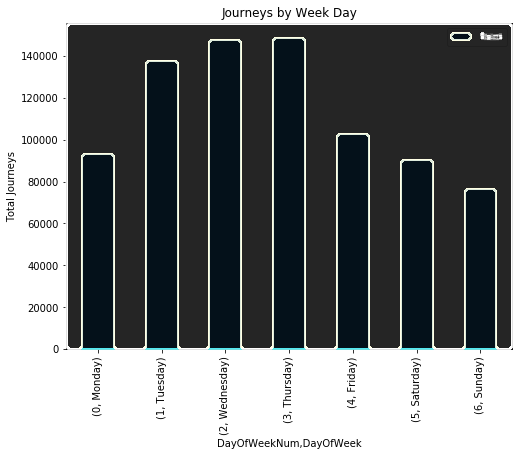 Journeys by Week Day
140000
120000
100000
80000
60000
40000
20000
0
Total Journeys
(0, Monday)
(1, Tuesday)
(2, Wednesday)
(3, Thursday)
(4, Friday)
(5, Saturday)
(6, Sunday)
DayOfWeekNum,DayOfWeek